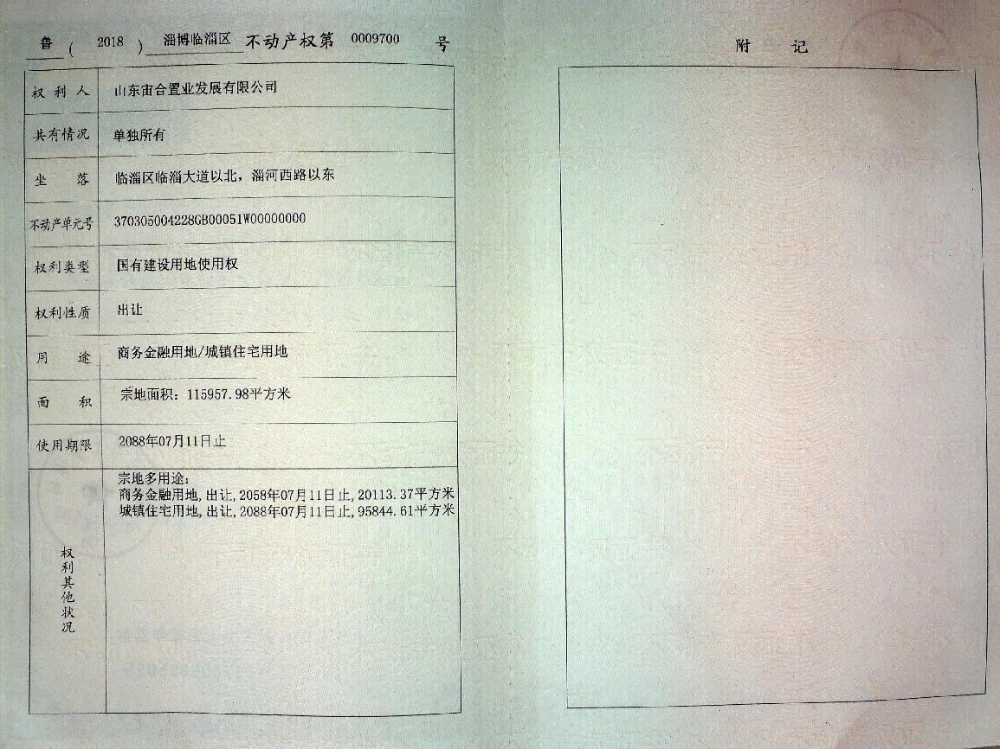 鲁 ( 2018 ) 淄博临淄区 不动产权第 0009700 号
权利人 山东宙合置业发展有限公司
共有情况 单独所有
坐落 临淄区临淄大道以北，淄河西路以东
不动产单元号 370305004228GB00051W00000000
权利类型 国有建设用地使用权
权利性质 出让
用途 商务金融用地/城镇住宅用地
面积 宗地面积：115957.98平方米
使用期限 2088年07月11日止
权利其他状况
宗地多用途：
商务金融用地,出让,2058年07月11日止,20113.37平方米
城镇住宅用地,出让,2088年07月11日止,95844.61平方米
附记